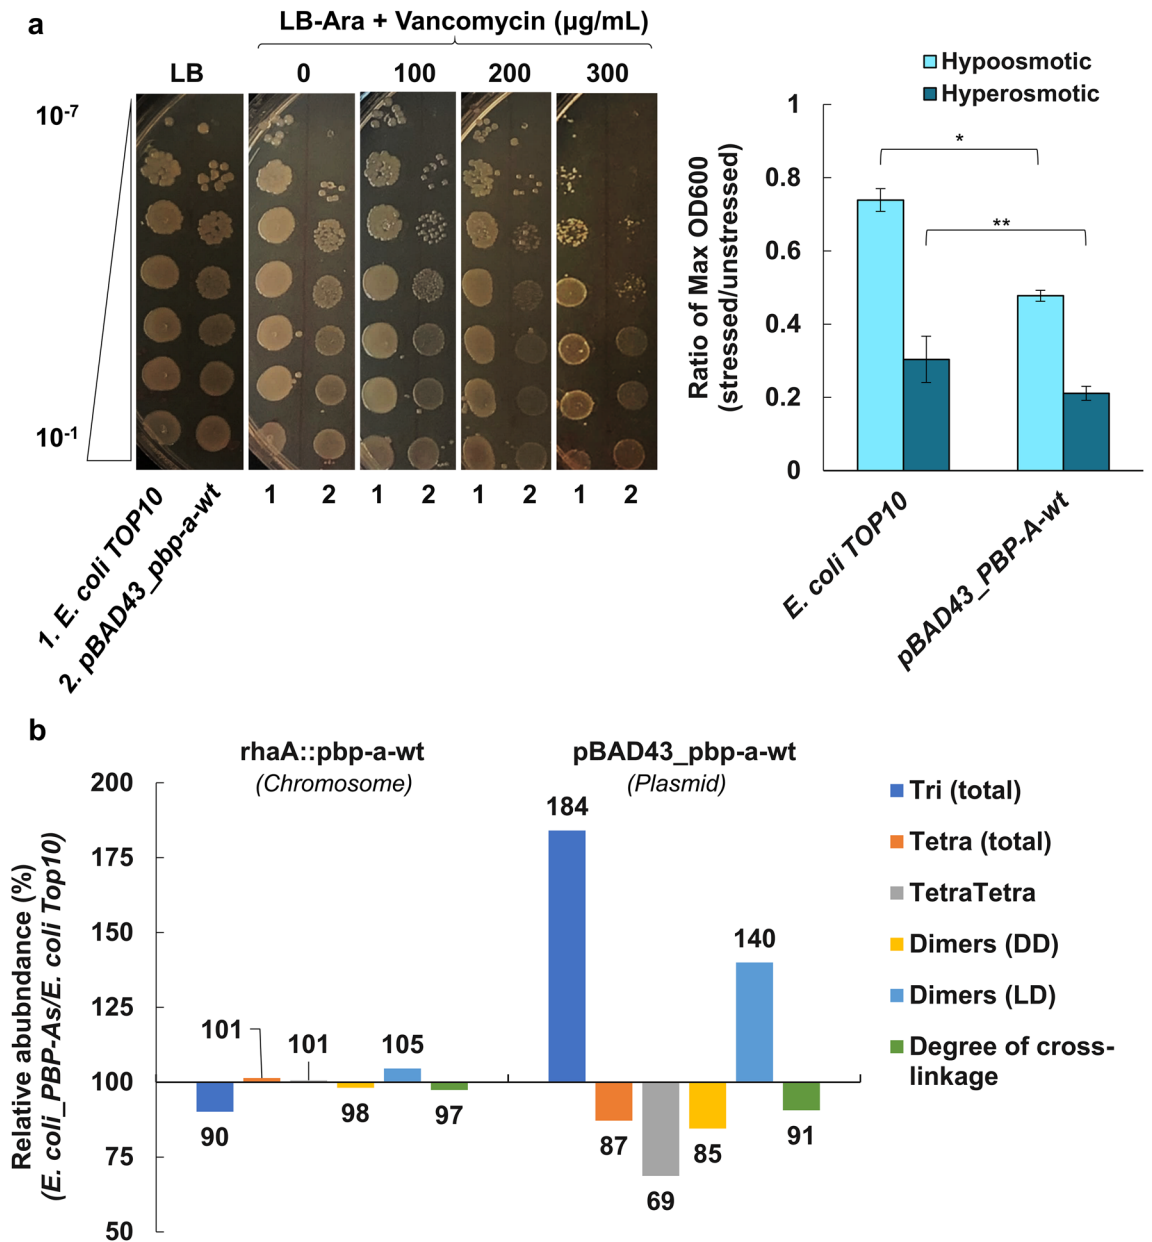 a
LB-Ara + Vancomycin (µg/mL)
LB
0
100
200
300
10-7
10-1
1
2
1
2
1
2
1
2
1. E. coli TOP10
2. pBAD43_pbp-a-wt
Hypoosmotic
Hyperosmotic
Ratio of Max OD600
(stressed/unstressed)
1
0.8
0.6
0.4
0.2
0
*
**
E. coli TOP10
pBAD43_PBP-A-wt
b
rhaA::pbp-a-wt
(Chromosome)
pBAD43_pbp-a-wt
(Plasmid)
Relative abubndance (%)
(E. coli_PBP-As/E. coli Top10)
200
175
150
125
100
75
50
90
101
101
98
105
97
184
87
69
85
140
91
Tri (total)
Tetra (total)
TetraTetra
Dimers (DD)
Dimers (LD)
Degree of cross-
linkage